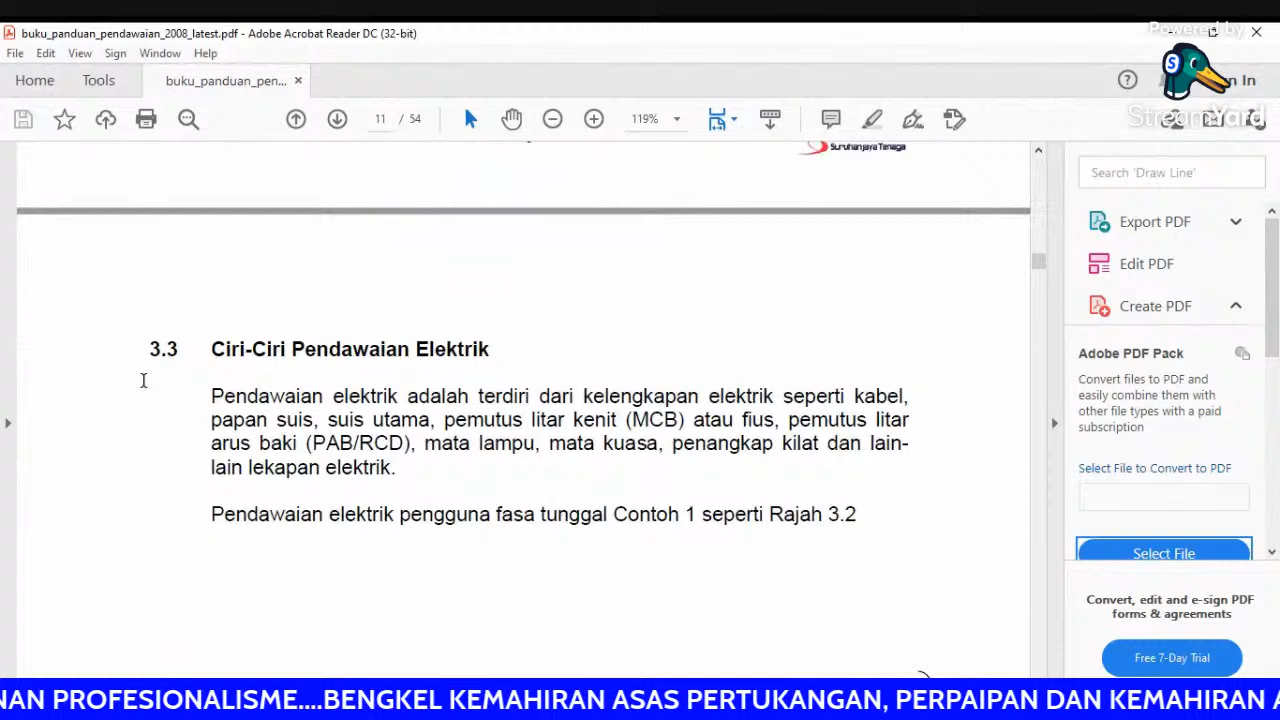 Powered by
buku_panduan_pendawaian_2008_latest.pdf - Adobe Acrobat Reader DC (32-bit)
File Edit View Sign Window Help
Home Tools buku_panduan_pen... In
StreamYard
11 / 54 119%
Suruhanjaya Tenaga
Search 'Draw Line'
Export PDF
Edit PDF
Create PDF
3.3 Ciri-Ciri Pendawaian Elektrik
Pendawaian elektrik adalah terdiri dari kelengkapan elektrik seperti kabel,
papan suis, suis utama, pemutus litar kenit (MCB) atau fius, pemutus litar
arus baki (PAB/RCD), mata lampu, mata kuasa, penangkap kilat dan lain-
lain lekapan elektrik.
Pendawaian elektrik pengguna fasa tunggal Contoh 1 seperti Rajah 3.2
Adobe PDF Pack
Convert files to PDF and
easily combine them with
other file types with a paid
subscription
Select File to Convert to PDF
Select File
Convert, edit and e-sign PDF
forms & agreements
Free 7-Day Trial
NAN PROFESIONALISME....BENGKEL KEMAHIRAN ASAS PERTUKANGAN, PERPAIPAN DAN KEMAHIRAN A